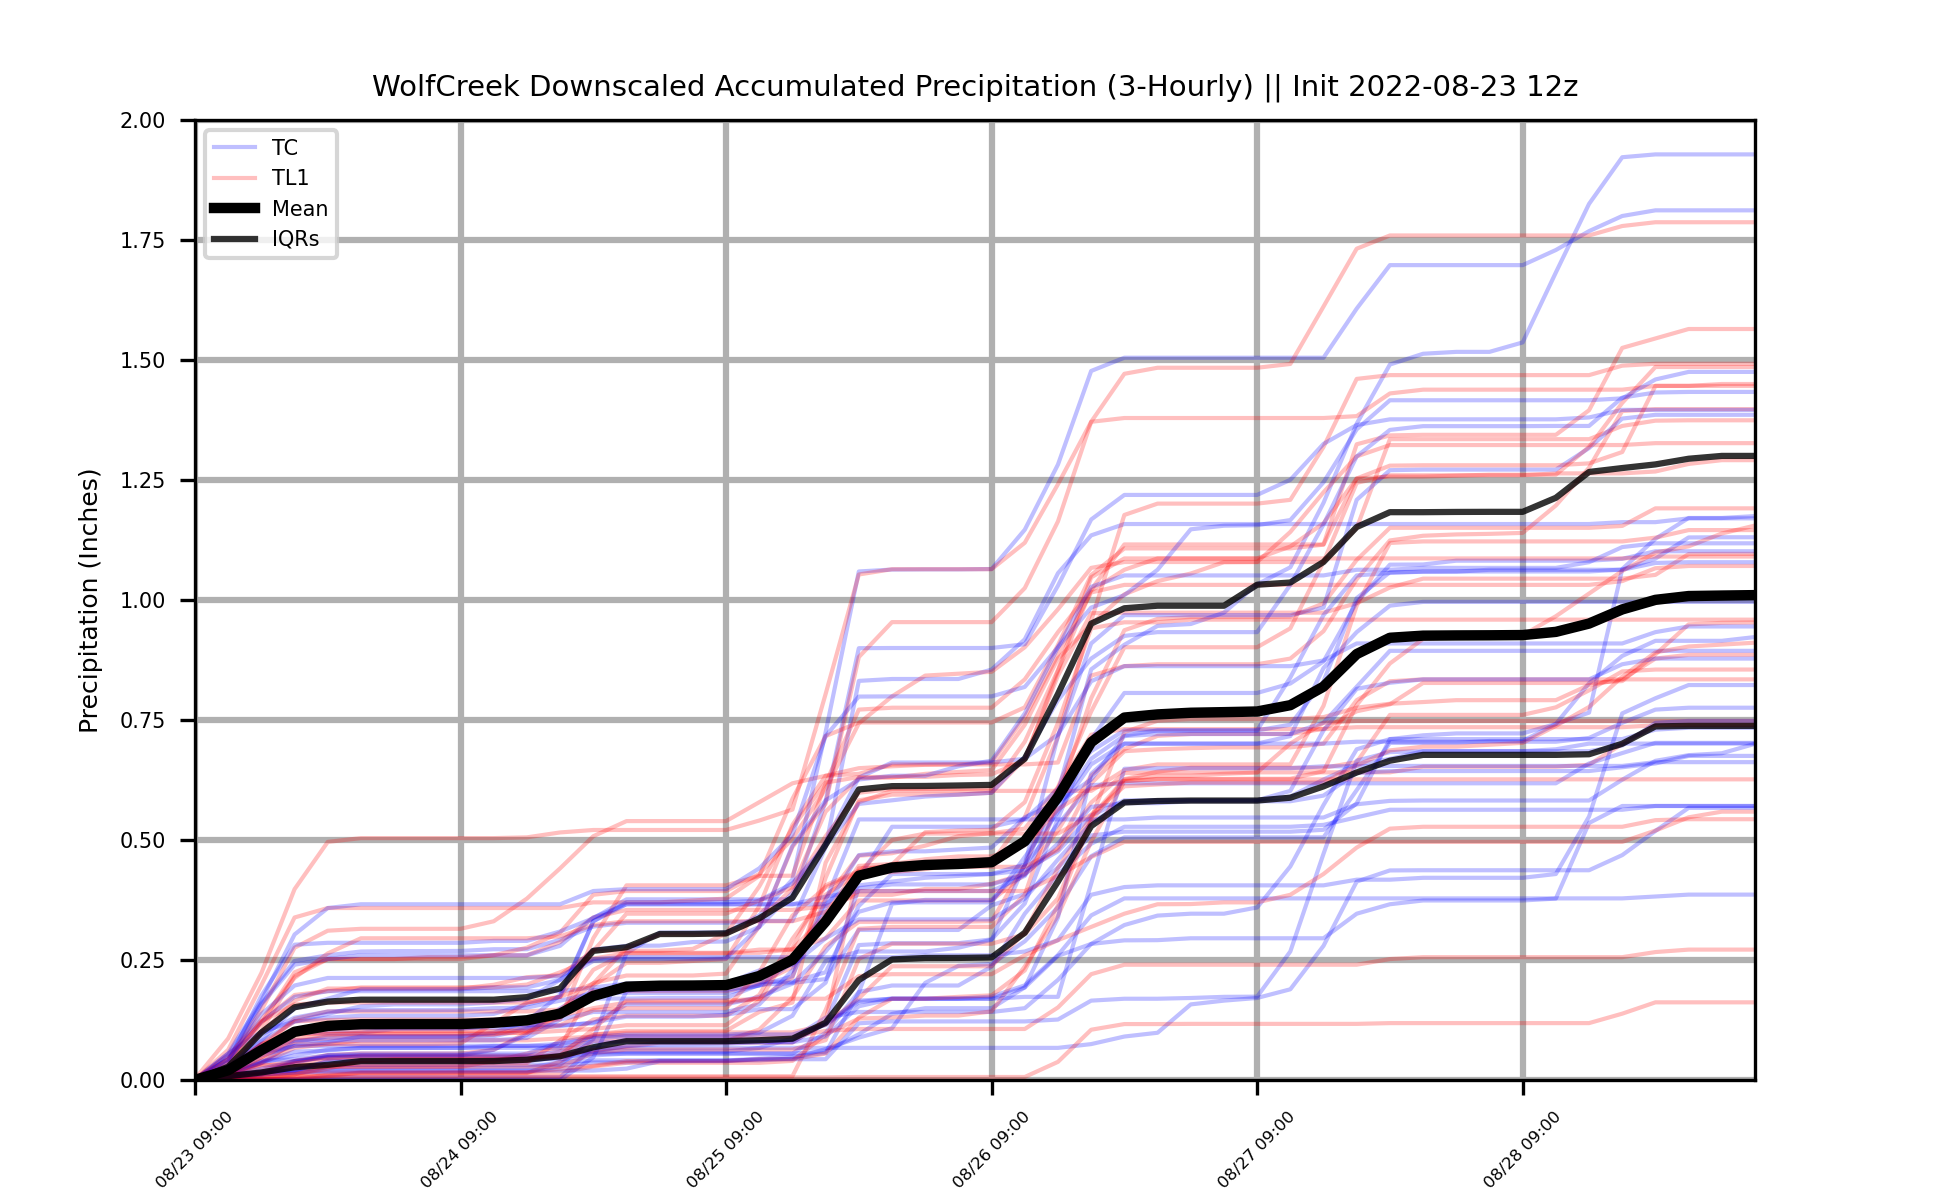 WolfCreek Downscaled Accumulated Precipitation (3-Hourly) || Init 2022-08-23 12z
2.00
1.75
1.50
1.25
1.00
0.75
0.50
0.25
0.00
Precipitation (Inches)
TC
TL1
Mean
IQRs
08/23 09:00
08/24 09:00
08/25 09:00
08/26 09:00
08/27 09:00
08/28 09:00